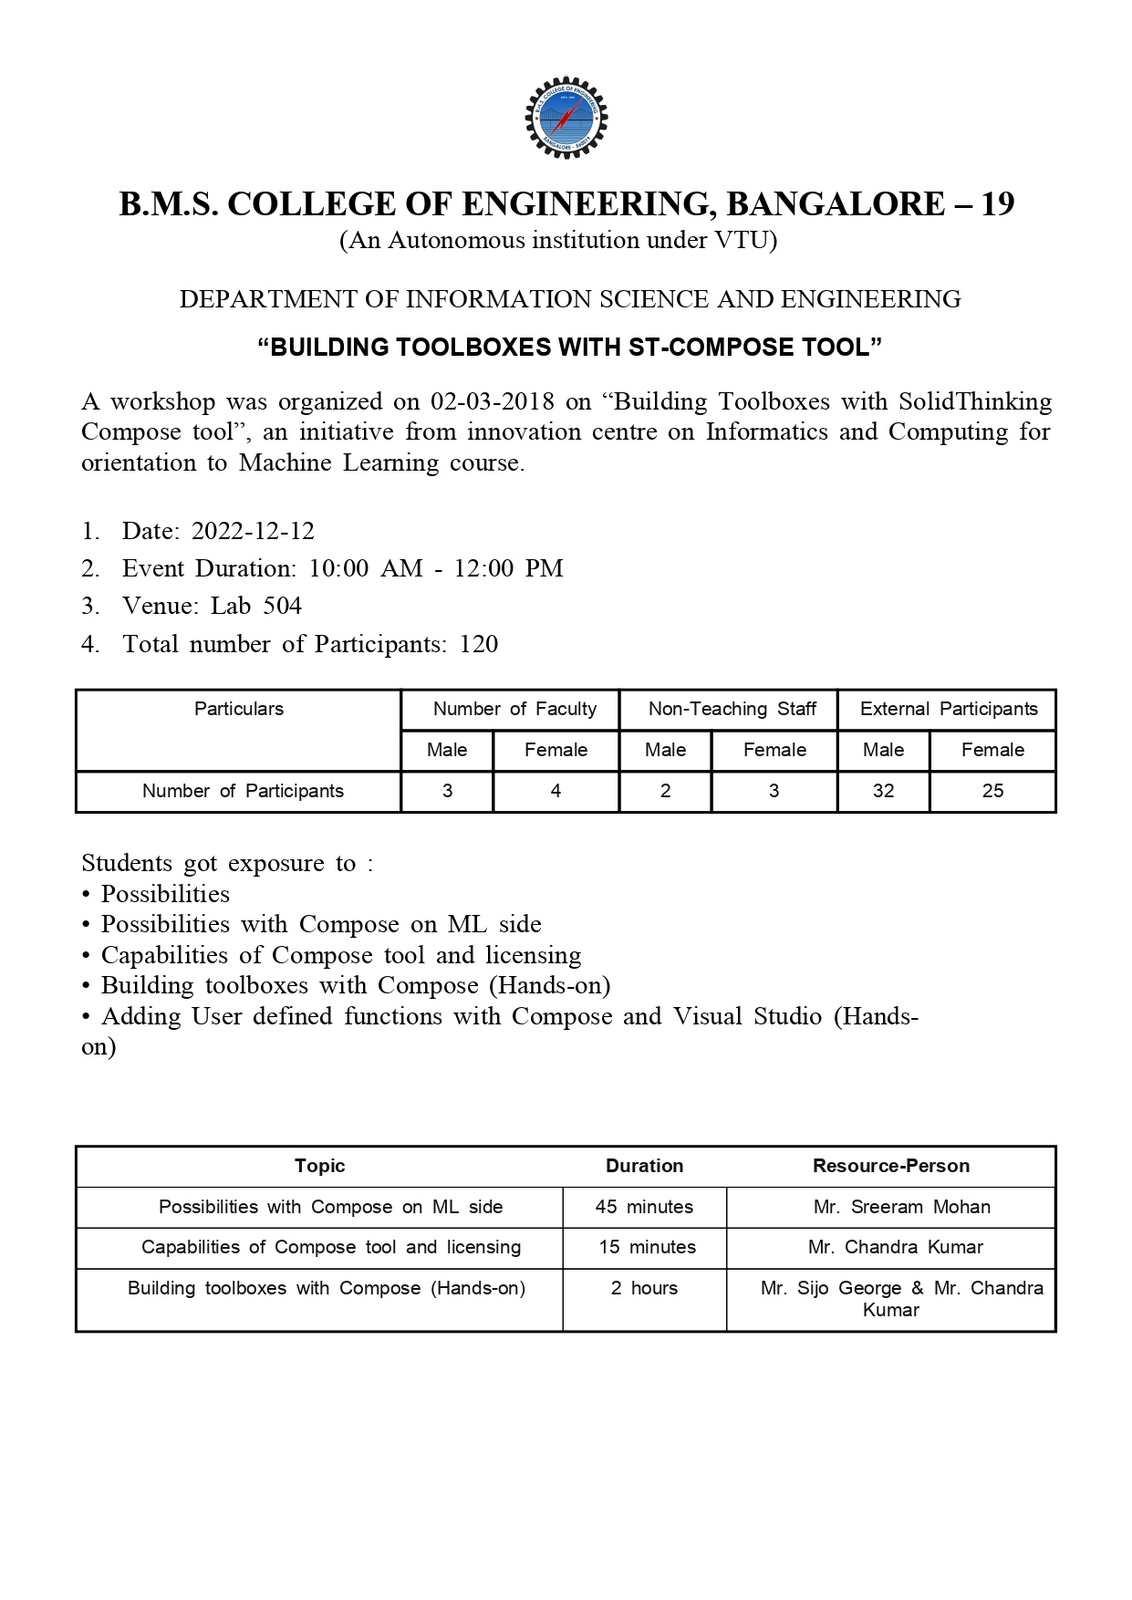 B.M.S. COLLEGE OF ENGINEERING
BANGALORE - 560019
B.M.S. COLLEGE OF ENGINEERING, BANGALORE – 19
(An Autonomous institution under VTU)
DEPARTMENT OF INFORMATION SCIENCE AND ENGINEERING
“BUILDING TOOLBOXES WITH ST-COMPOSE TOOL”
A workshop was organized on 02-03-2018 on “Building Toolboxes with SolidThinking
Compose tool”, an initiative from innovation centre on Informatics and Computing for
orientation to Machine Learning course.
1. Date: 2022-12-12
2. Event Duration: 10:00 AM - 12:00 PM
3. Venue: Lab 504
4. Total number of Participants: 120
Particulars Number of Faculty Non-Teaching Staff External Participants
Male Female Male Female Male Female
Number of Participants 3 4 2 3 32 25
Students got exposure to :
• Possibilities
• Possibilities with Compose on ML side
• Capabilities of Compose tool and licensing
• Building toolboxes with Compose (Hands-on)
• Adding User defined functions with Compose and Visual Studio (Hands-
on)
Topic Duration Resource-Person
Possibilities with Compose on ML side 45 minutes Mr. Sreeram Mohan
Capabilities of Compose tool and licensing 15 minutes Mr. Chandra Kumar
Building toolboxes with Compose (Hands-on) 2 hours Mr. Sijo George & Mr. Chandra
Kumar